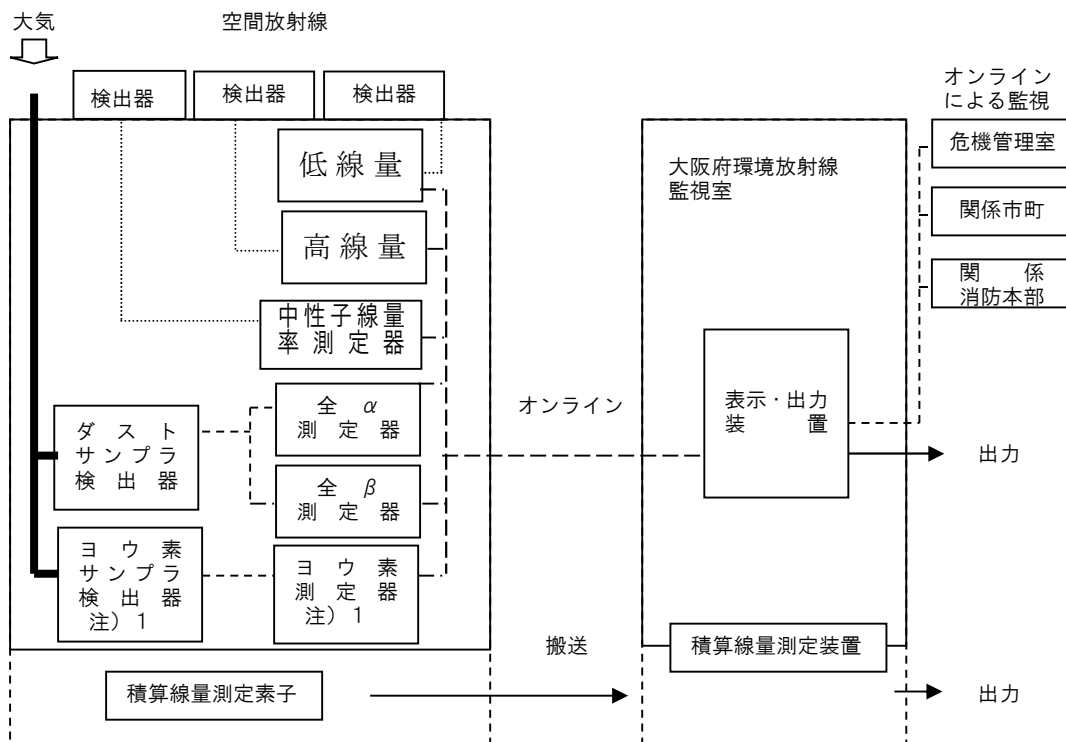 大気
空間放射線
検出器
検出器
検出器
オンライン
による監視
危機管理室
関係市町
関　　係
消防本部
低線量
高線量
中性子線量
率測定器
大阪府環境放射線
監視室
全　α
測定器
全　β
測定器
ダスト
サンプラ
検出器
ヨウ素
サンプラ
検出器
注）１
ヨウ素
測定器
注）１
オンライン
表示・出力
装　　置
出力
搬送
積算線量測定装置
積算線量測定素子
出力